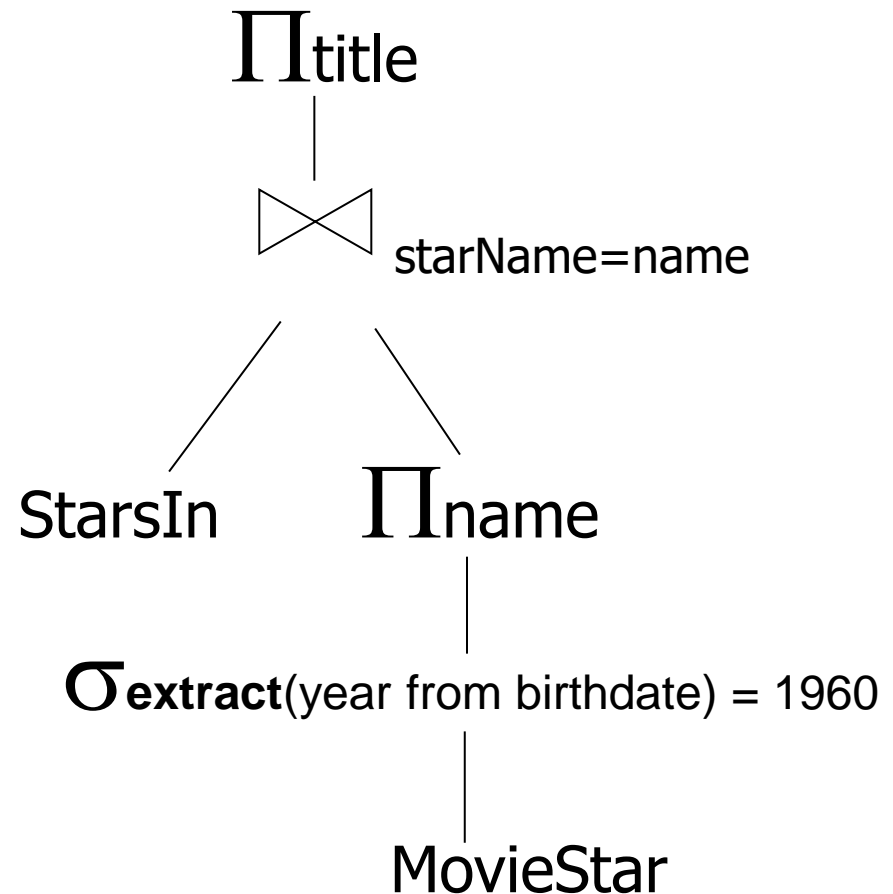 Πtitle
⋈ starName=name
StarsIn Πname
σextract(year from birthdate) = 1960
MovieStar